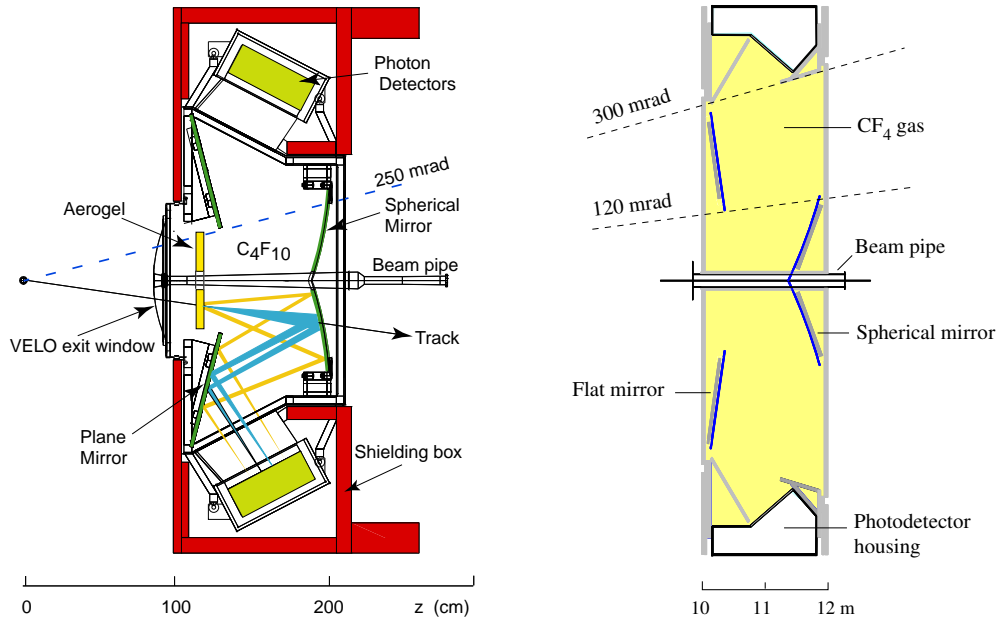 Photon
Detectors
250 mrad
Aerogel
C4F10
Spherical
Mirror
Beam pipe
VELO exit window
Track
Plane
Mirror
Shielding box
0
100
200
z (cm)
300 mrad
CF4 gas
120 mrad
Beam pipe
Spherical mirror
Flat mirror
Photodetector
housing
10
11
12 m